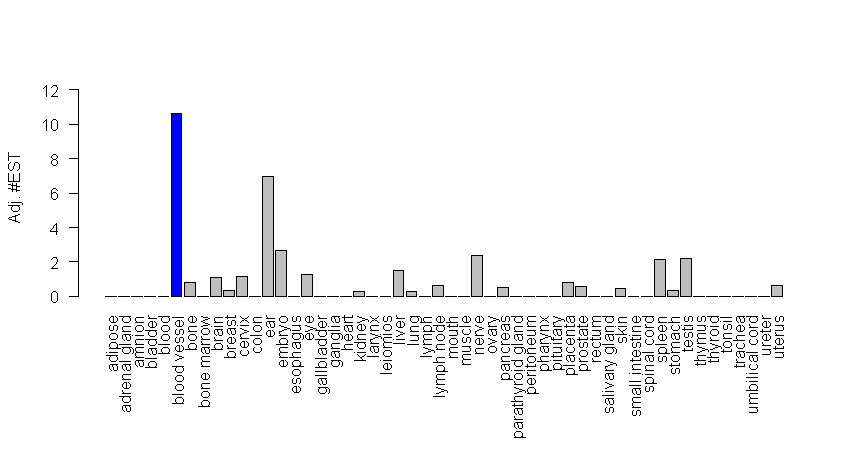 12
10
8
6
4
2
0
Adj. #EST
adipose
adrenal gland
amnion
bladder
blood
blood vessel
bone
bone marrow
brain
breast
cervix
colon
ear
embryo
esophagus
eye
gallbladder
ganglia
heart
kidney
larynx
leiomios
liver
lung
lymph
lymph node
mouth
muscle
nerve
ovary
pancreas
parathyroid gland
peritoneum
pharynx
pituitary
placenta
prostate
rectum
salivary gland
skin
small intestine
spinal cord
spleen
stomach
testis
thymus
thyroid
tonsil
trachea
umbilical cord
ureter
uterus